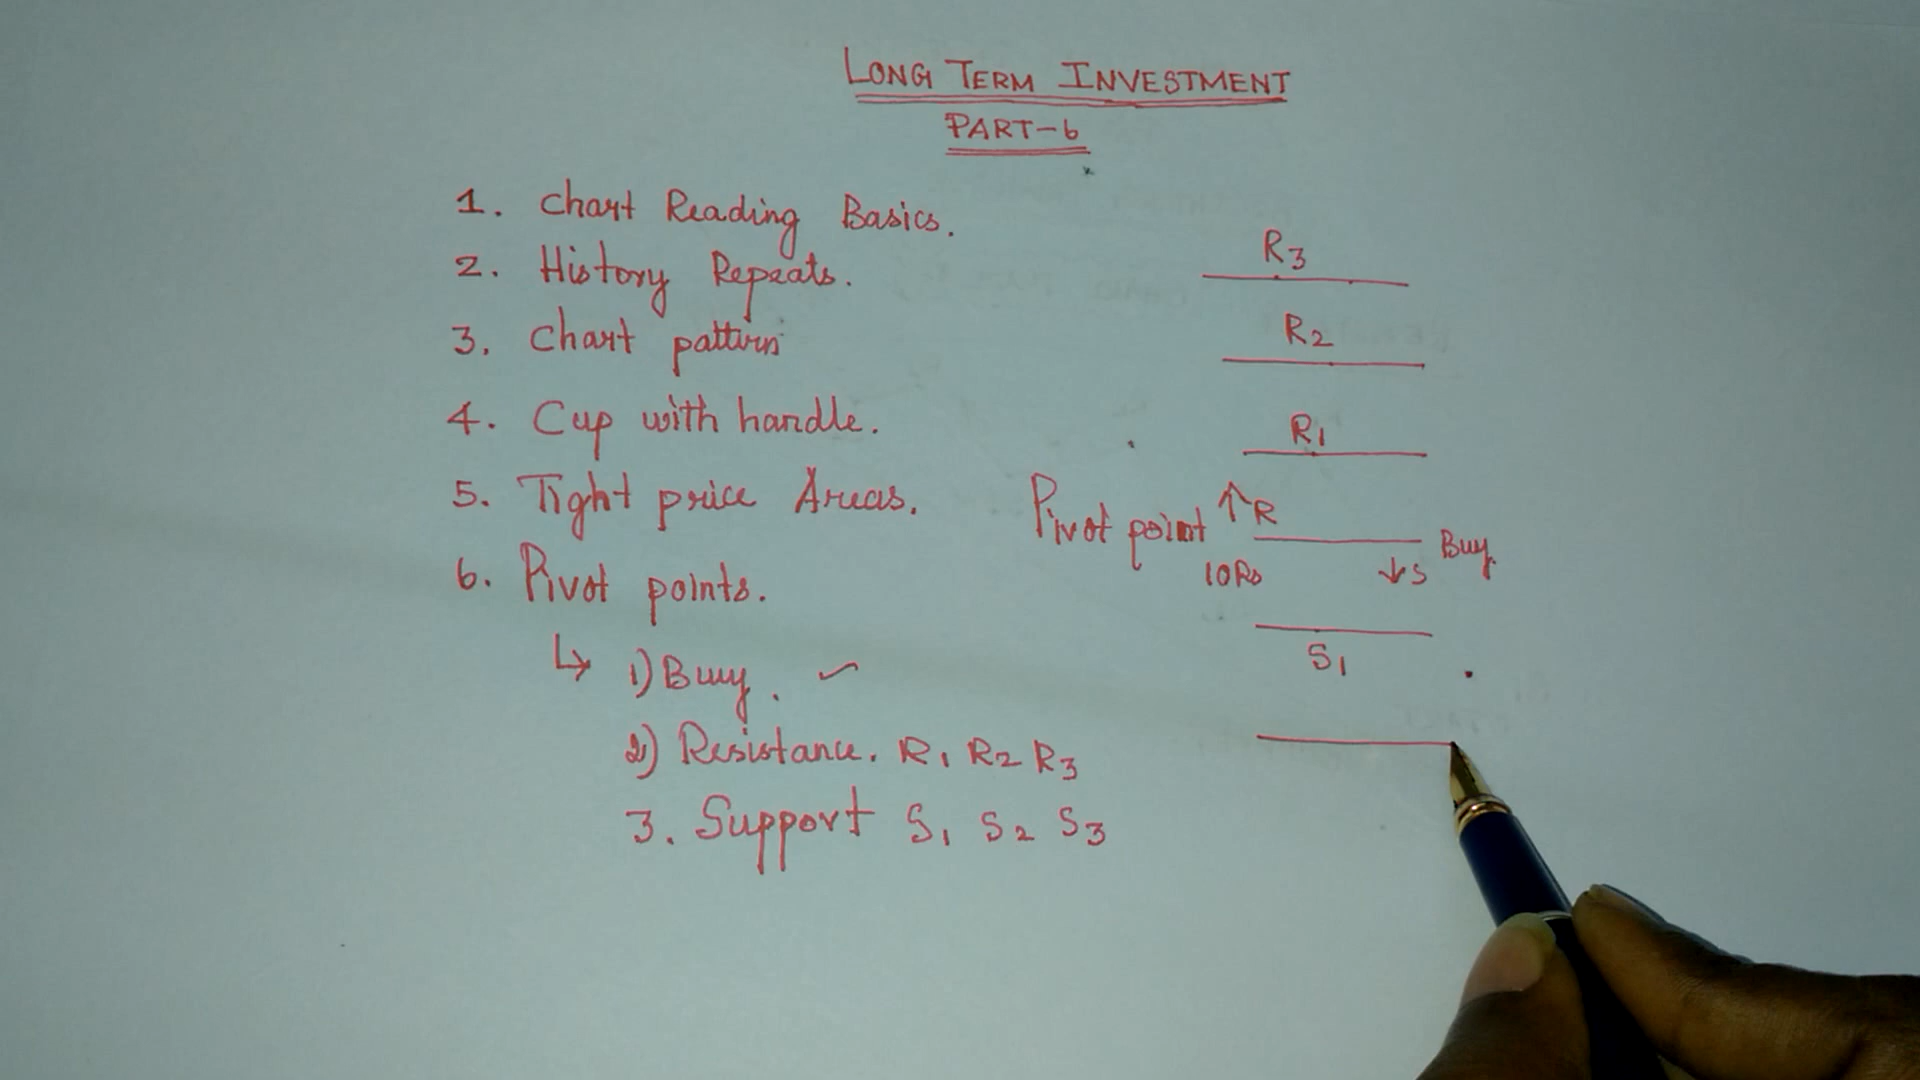 LONG TERM INVESTMENT
PART-6
1. Chart Reading Basics.
2. History Repeats.
3. Chart pattern
4. Cup with handle.
5. Tight price Areas.
6. Pivot points.
↳ 1) Buy. ✓
2) Resistance. R1 R2 R3
3. Support S1 S2 S3
R3
R2
R1
Pivot point ↑R
Buy
10Rs ↓S
S1